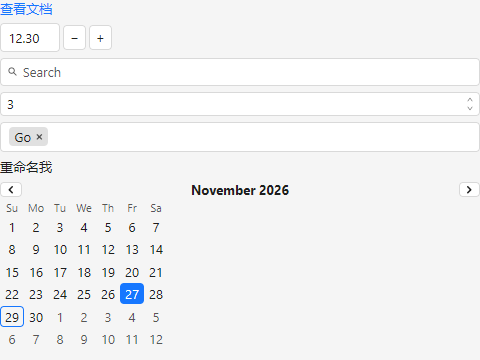 查看文档
12.30 − +
Search
3
Go ×
重命名我
November 2026
Su Mo Tu We Th Fr Sa
1 2 3 4 5 6 7
8 9 10 11 12 13 14
15 16 17 18 19 20 21
22 23 24 25 26 27 28
29 30 1 2 3 4 5
6 7 8 9 10 11 12